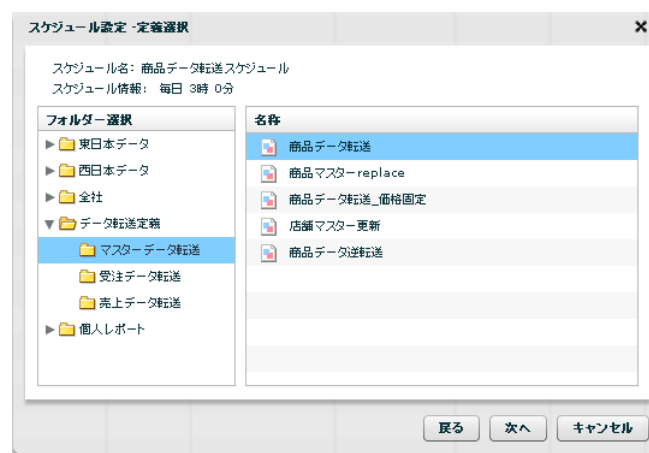 スケジュール設定 -定義選択
スケジュール名: 商品データ転送スケジュール
スケジュール情報: 毎日 3時 0分
フォルダー選択
東日本データ
西日本データ
全社
データ転送定義
マスターデータ転送
受注データ転送
売上データ転送
個人レポート
名称
商品データ転送
商品マスターreplace
商品データ転送_価格固定
店舗マスター更新
商品データ逆転送
戻る
次へ
キャンセル